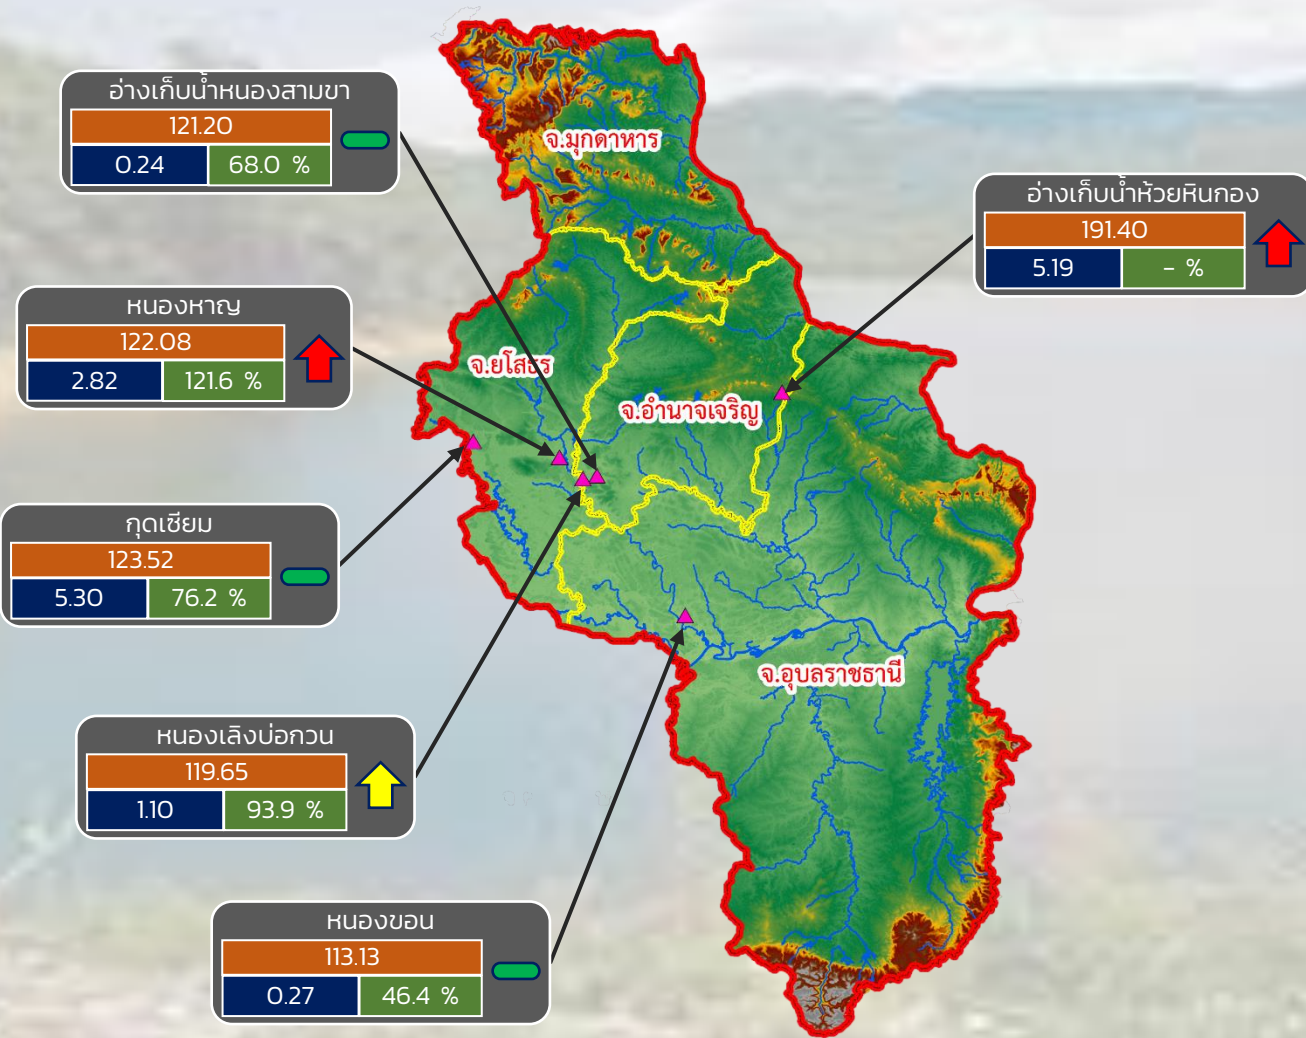 อ่างเก็บน้ำหนองสามขา
121.20
0.24 68.0 %
จ.มุกดาหาร
อ่างเก็บน้ำห้วยหินกอง
191.40
5.19 - %
หนองหาญ
122.08
2.82 121.6 %
จ.ยโสธร
จ.อำนาจเจริญ
กุดเซียม
123.52
5.30 76.2 %
จ.อุบลราชธานี
หนองเลิงบ่อกวน
119.65
1.10 93.9 %
หนองขอน
113.13
0.27 46.4 %